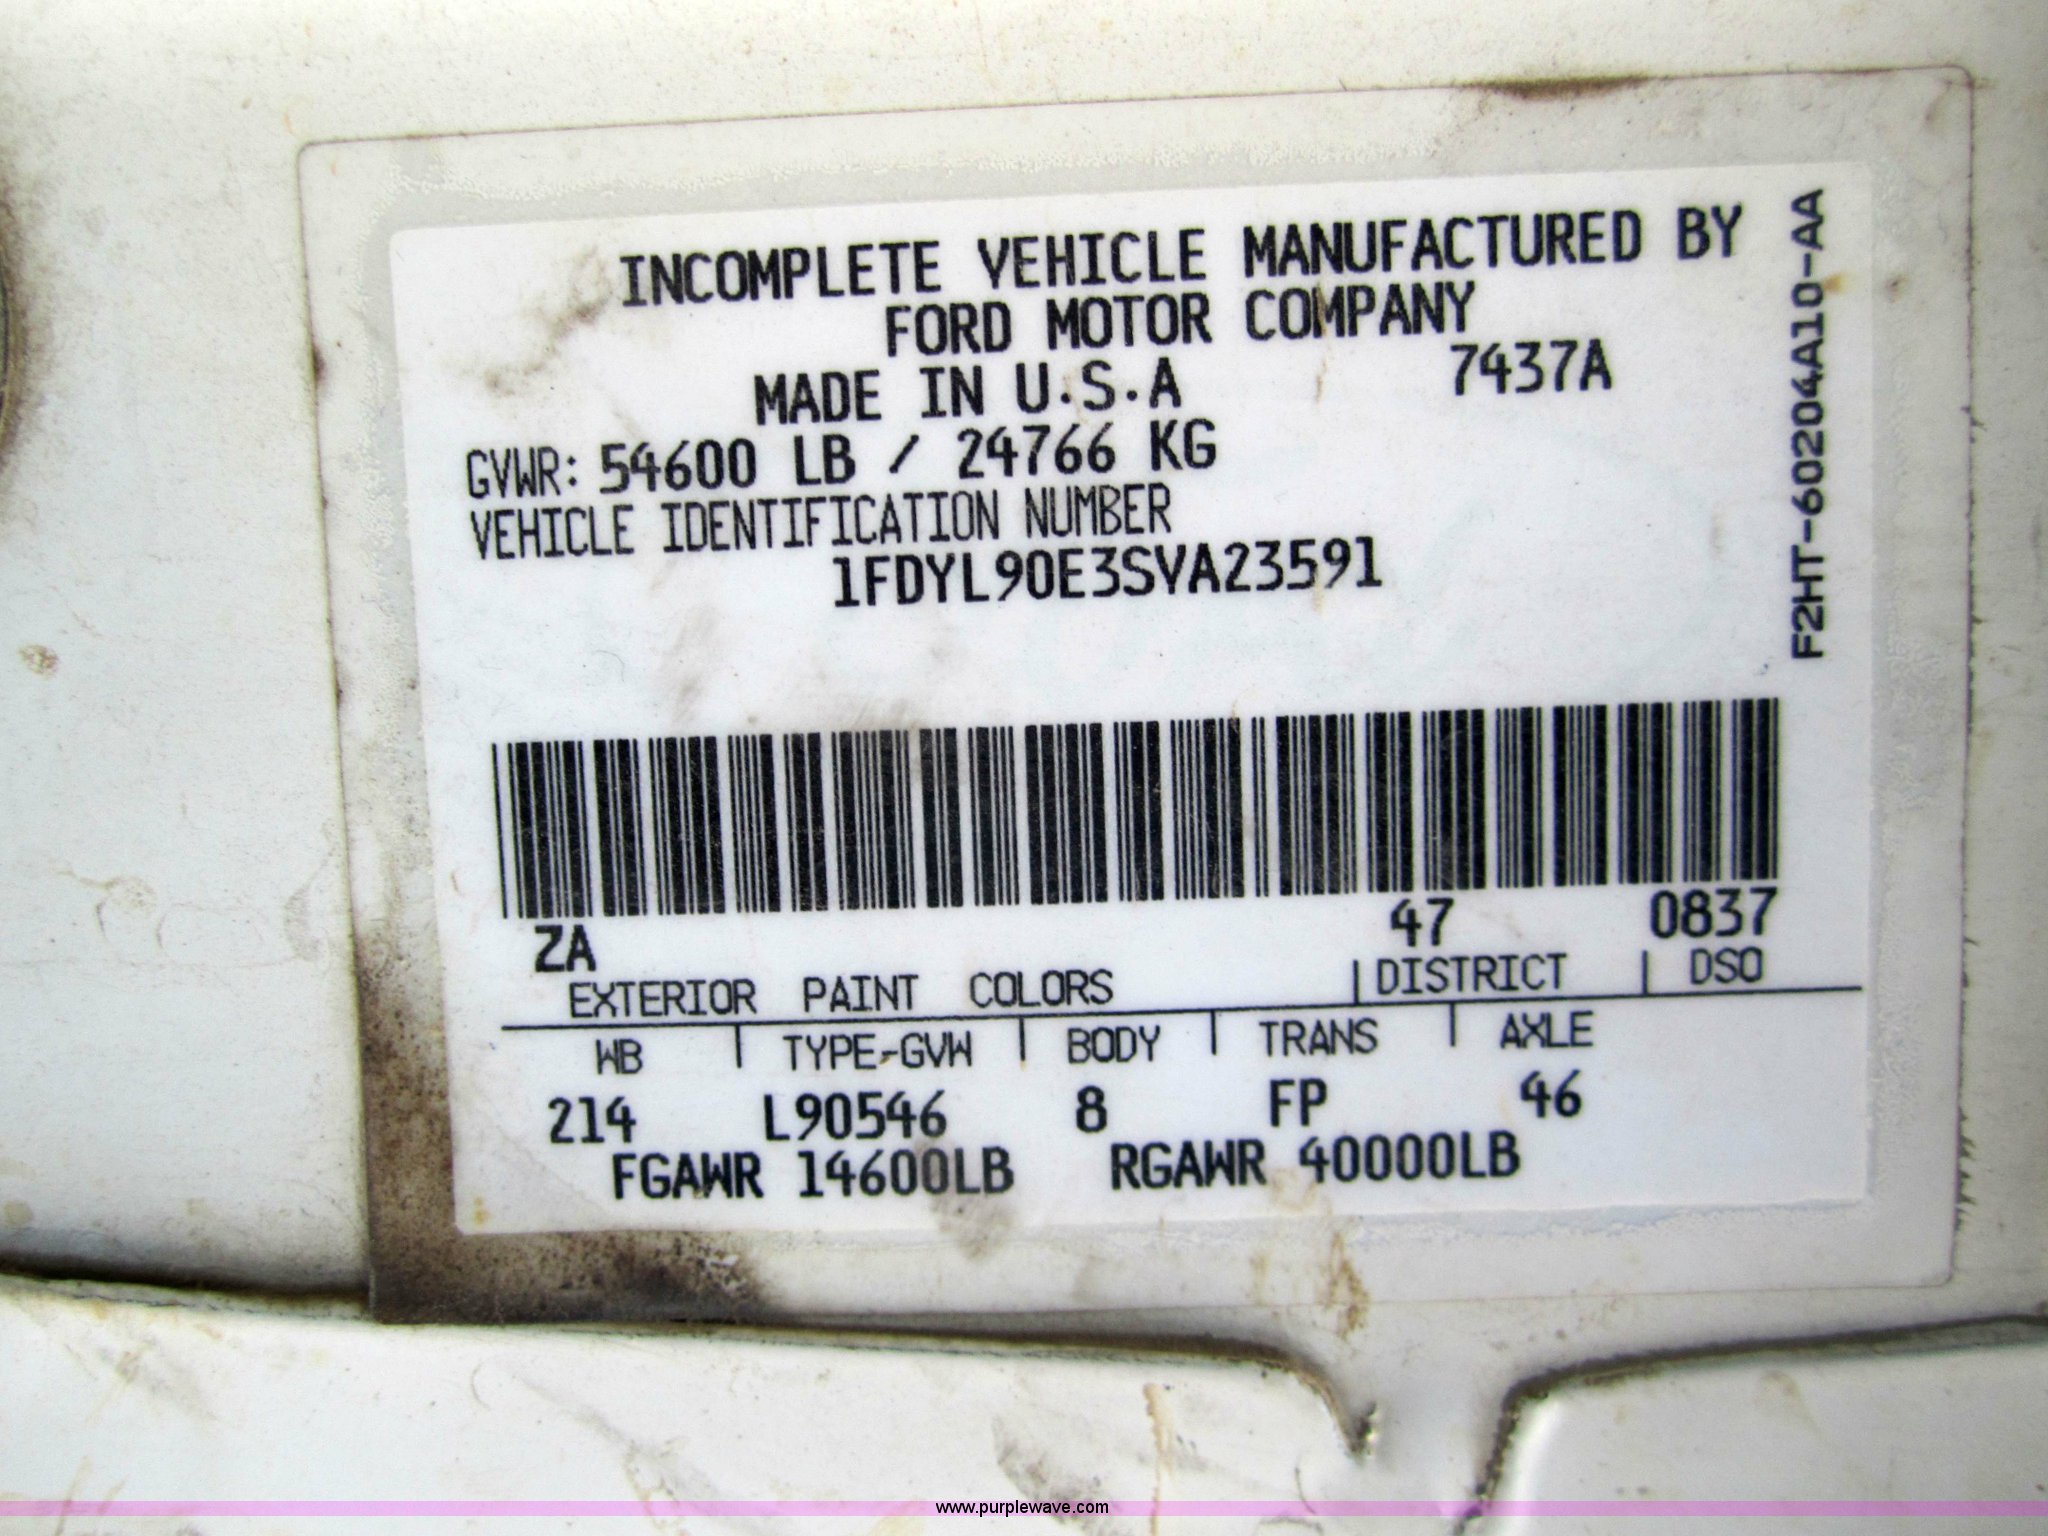 INCOMPLETE VEHICLE MANUFACTURED BY
FORD MOTOR COMPANY
MADE IN U.S.A 7437A
GVWR: 54600 LB / 24766 KG
VEHICLE IDENTIFICATION NUMBER
1FDYL90E3SVA23591
F2HT-60204A10-AA
ZA 47 0837
EXTERIOR PAINT COLORS DISTRICT DSO
WB TYPE-GVW BODY TRANS AXLE
214 L90546 8 FP 46
FGAWR 14600LB RGAWR 40000LB
www.purplewave.com